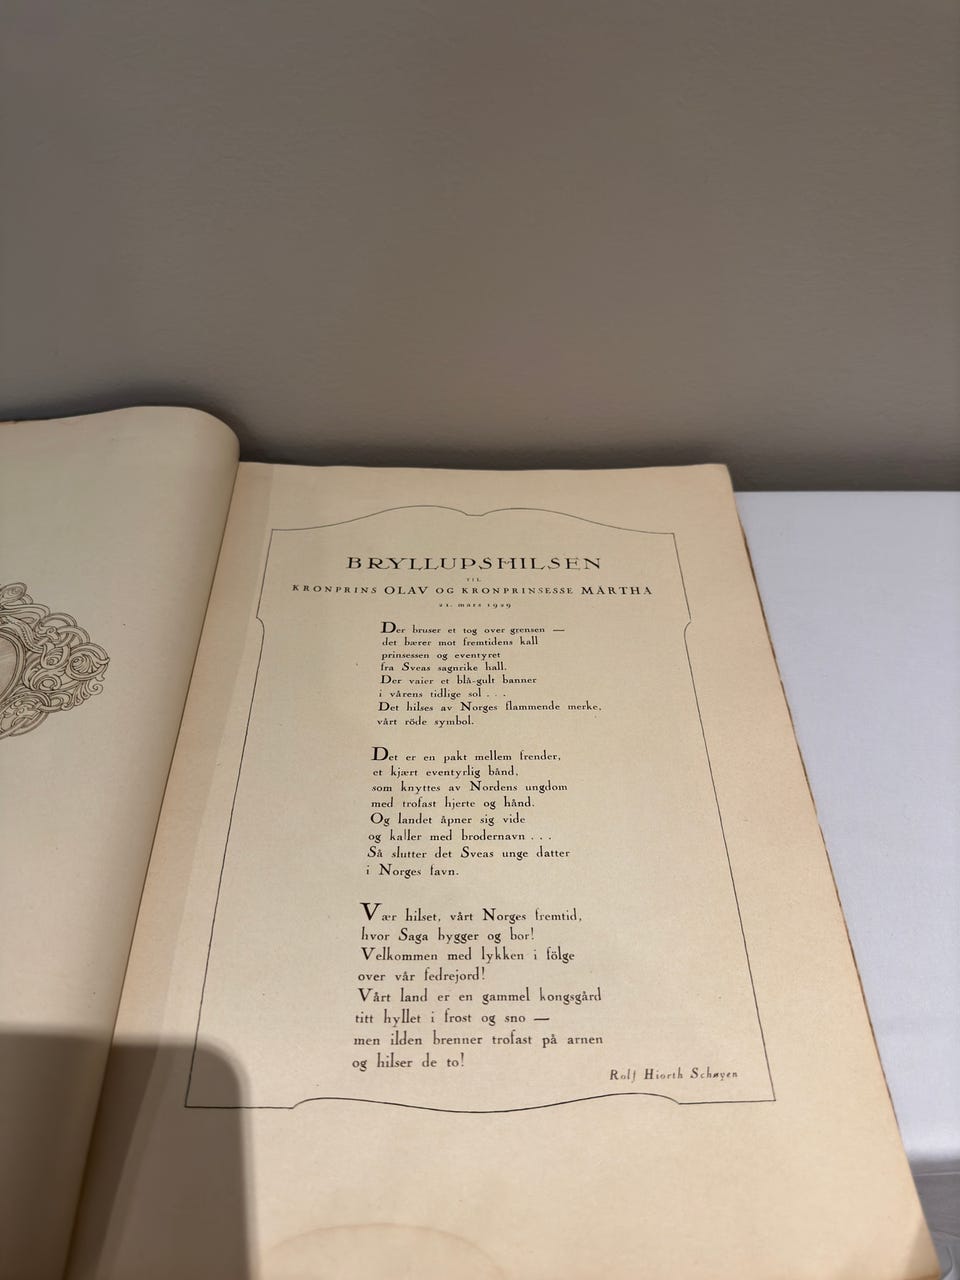 BRYLLUPSHILSEN
TIL
KRONPRINS OLAV OG KRONPRINSESSE MÄRTHA
21. mars 1929
Der bruser et tog over grensen —
det bærer mot fremtidens kall
prinsessen og eventyret
fra Sveas sagnrike hall.
Der vaier et blå-gult banner
i vårens tidlige sol . . .
Det hilses av Norges flammende merke,
vårt röde symbol.
Det er en pakt mellem frender,
et kjært eventyrlig bånd,
som knyttes av Nordens ungdom
med trofast hjerte og hånd.
Og landet åpner sig vide
og kaller med brodernavn . . .
Så slutter det Sveas unge datter
i Norges favn.
Vær hilset, vårt Norges fremtid,
hvor Saga bygger og bor!
Velkommen med lykken i fölge
over vår fedrejord!
Vårt land er en gammel kongsgård
titt hyllet i frost og sno —
men ilden brenner trofast på arnen
og hilser de to!
Rolf Hiorth Schøyen